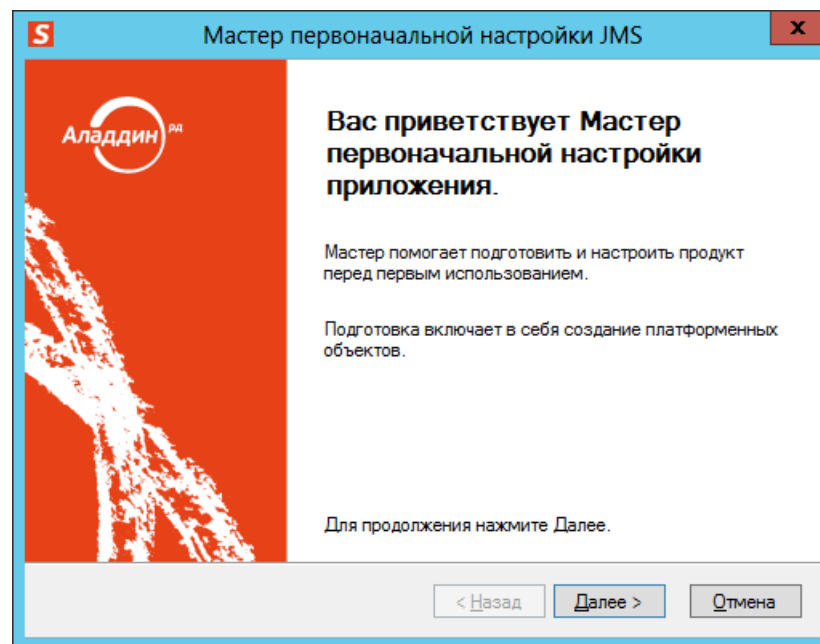 S
Мастер первоначальной настройки JMS
x
Аладдин РД
Вас приветствует Мастер
первоначальной настройки
приложения.
Мастер помогает подготовить и настроить продукт
перед первым использованием.
Подготовка включает в себя создание платформенных
объектов.
Для продолжения нажмите Далее.
< Назад
Далее >
Отмена